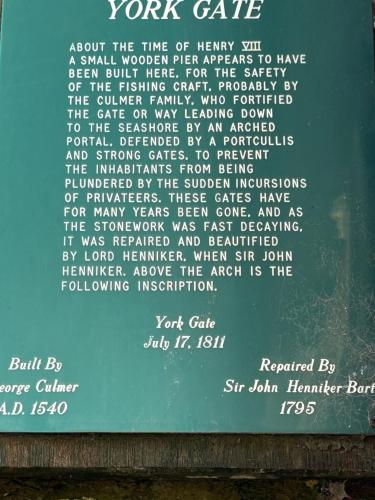 YORK GATE
ABOUT THE TIME OF HENRY VIII
A SMALL WOODEN PIER APPEARS TO HAVE
BEEN BUILT HERE, FOR THE SAFETY
OF THE FISHING CRAFT, PROBABLY BY
THE CULMER FAMILY, WHO FORTIFIED
THE GATE OR WAY LEADING DOWN
TO THE SEASHORE BY AN ARCHED
PORTAL, DEFENDED BY A PORTCULLIS
AND STRONG GATES, TO PREVENT
THE INHABITANTS FROM BEING
PLUNDERED BY THE SUDDEN INCURSIONS
OF PRIVATEERS. THESE GATES HAVE
FOR MANY YEARS BEEN GONE, AND AS
THE STONEWORK WAS FAST DECAYING,
IT WAS REPAIRED AND BEAUTIFIED
BY LORD HENNIKER, WHEN SIR JOHN
HENNIKER. ABOVE THE ARCH IS THE
FOLLOWING INSCRIPTION.
York Gate
July 17, 1811
Built By
eorge Culmer
A.D. 1540
Repaired By
Sir John Henniker Bart
1795